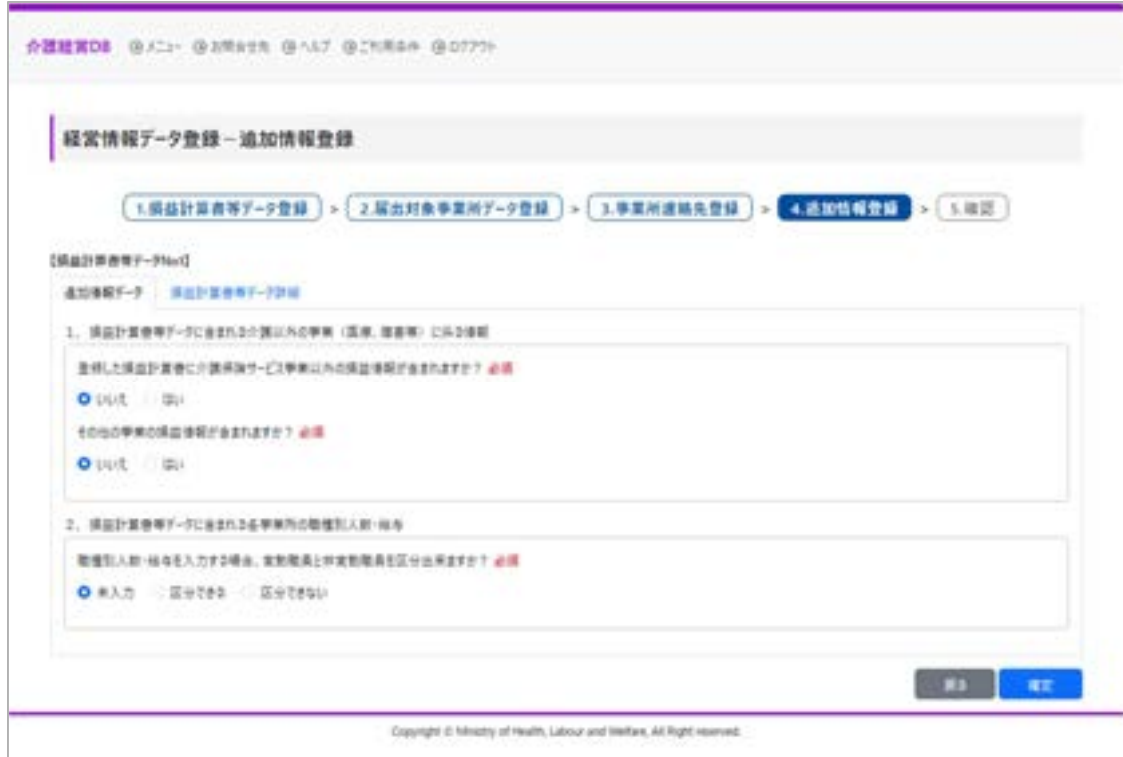 介護経営DB メニュー お問合せ先 ヘルプ ご利用条件 ログアウト
経営情報データ登録 – 追加情報登録
1.損益計算書等データ登録 > 2.届出対象事業所データ登録 > 3.事業所連絡先登録 > 4.追加情報登録 > 5.確認
【損益計算書等データNo1】
追加情報データ 損益計算書等データ詳細
1. 損益計算書等データに含まれる介護以外の事業（医療、障害等）に係る情報
登録した損益計算書に介護保険サービス事業以外の損益情報が含まれますか？ 必須
いいえ はい
その他の事業の損益情報が含まれますか？ 必須
いいえ はい
2. 損益計算書等データに含まれる各事業所の職種別人数・給与
職種別人数・給与を入力する場合、常勤職員と非常勤職員を区分出来ますか？ 必須
未入力 区分できる 区分できない
戻る 確定
Copyright © Ministry of Health, Labour and Welfare, All Right reserved.